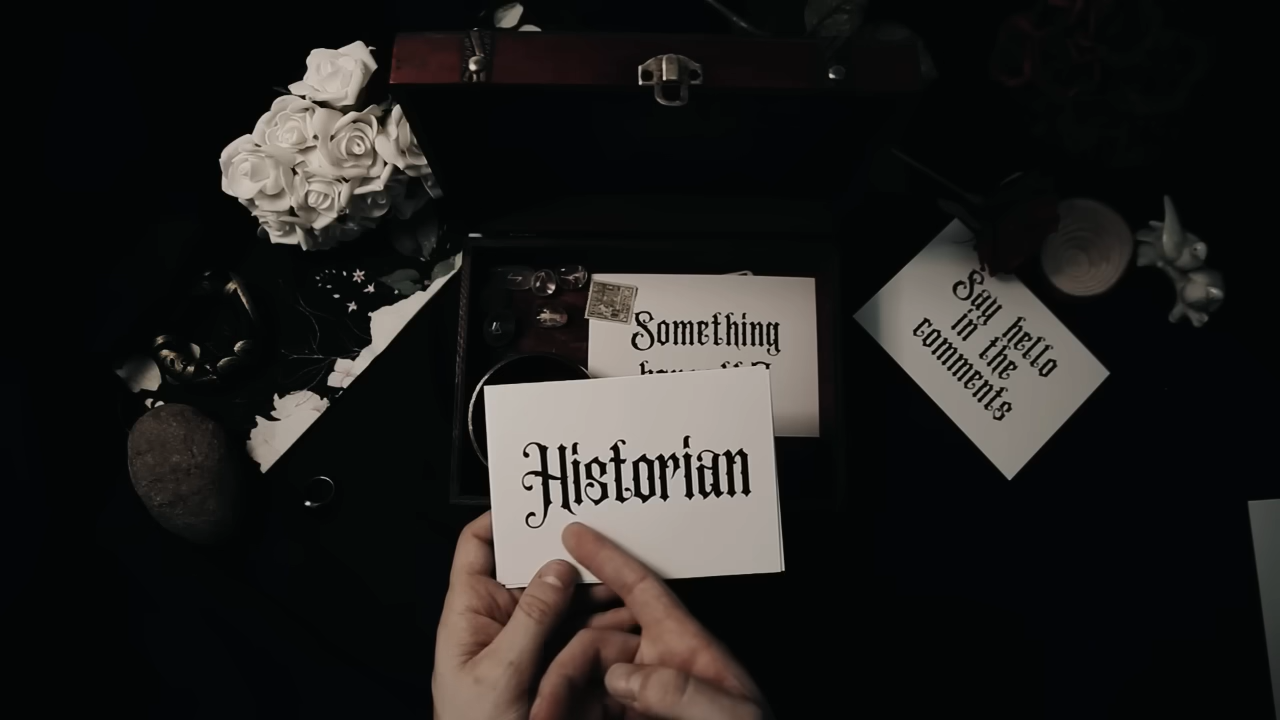 Something
Say hello
in the
comments
Historian